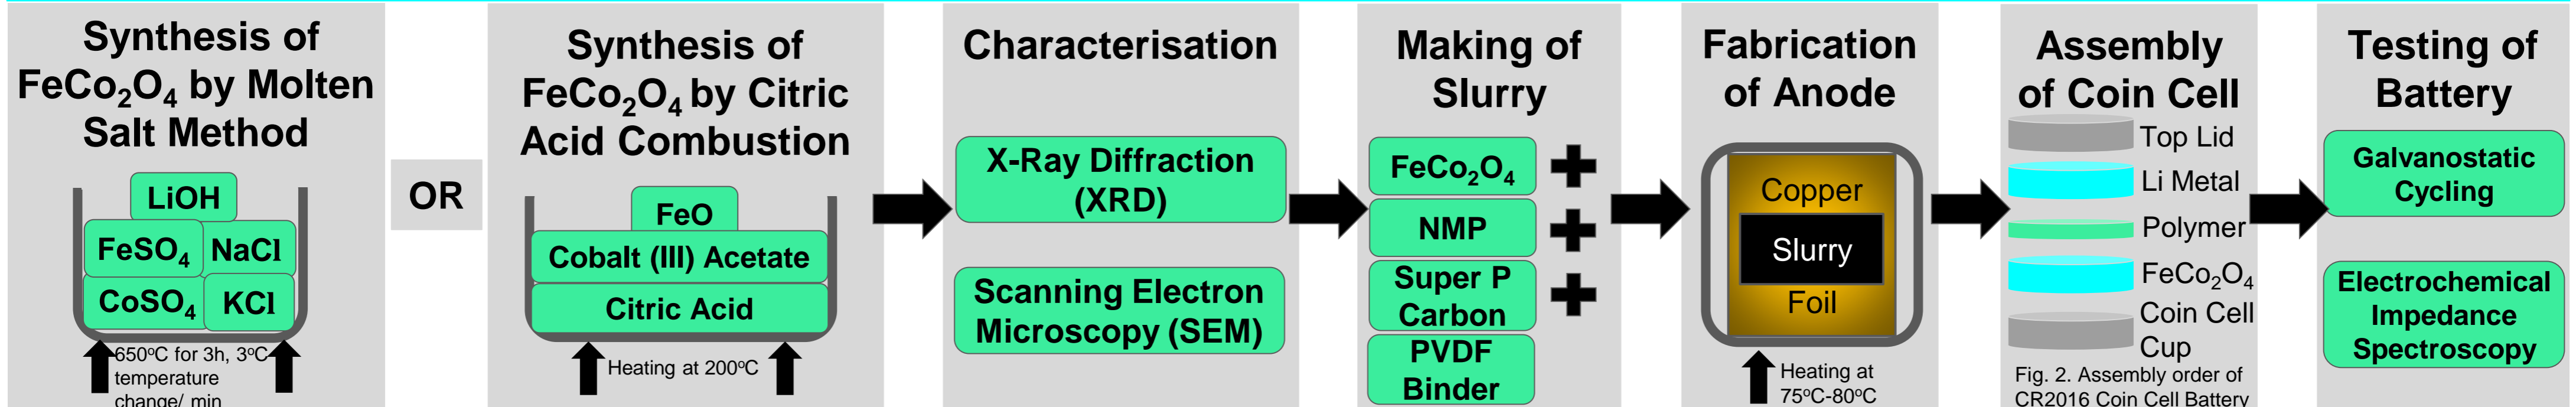 Synthesis of
FeCo₂O₄ by Molten
Salt Method
LiOH
FeSO₄ NaCl
CoSO₄ KCl
650°C for 3h, 3°C
temperature
change/ min
OR
Synthesis of
FeCo₂O₄ by Citric
Acid Combustion
FeO
Cobalt (III) Acetate
Citric Acid
Heating at 200°C
Characterisation
X-Ray Diffraction
(XRD)
Scanning Electron
Microscopy (SEM)
Making of
Slurry
FeCo₂O₄
NMP
Super P
Carbon
PVDF
Binder
Fabrication
of Anode
Copper
Slurry
Foil
Heating at
75°C-80°C
Assembly
of Coin Cell
Top Lid
Li Metal
Polymer
FeCo₂O₄
Coin Cell
Cup
Fig. 2. Assembly order of
CR2016 Coin Cell Battery
Testing of
Battery
Galvanostatic
Cycling
Electrochemical
Impedance
Spectroscopy